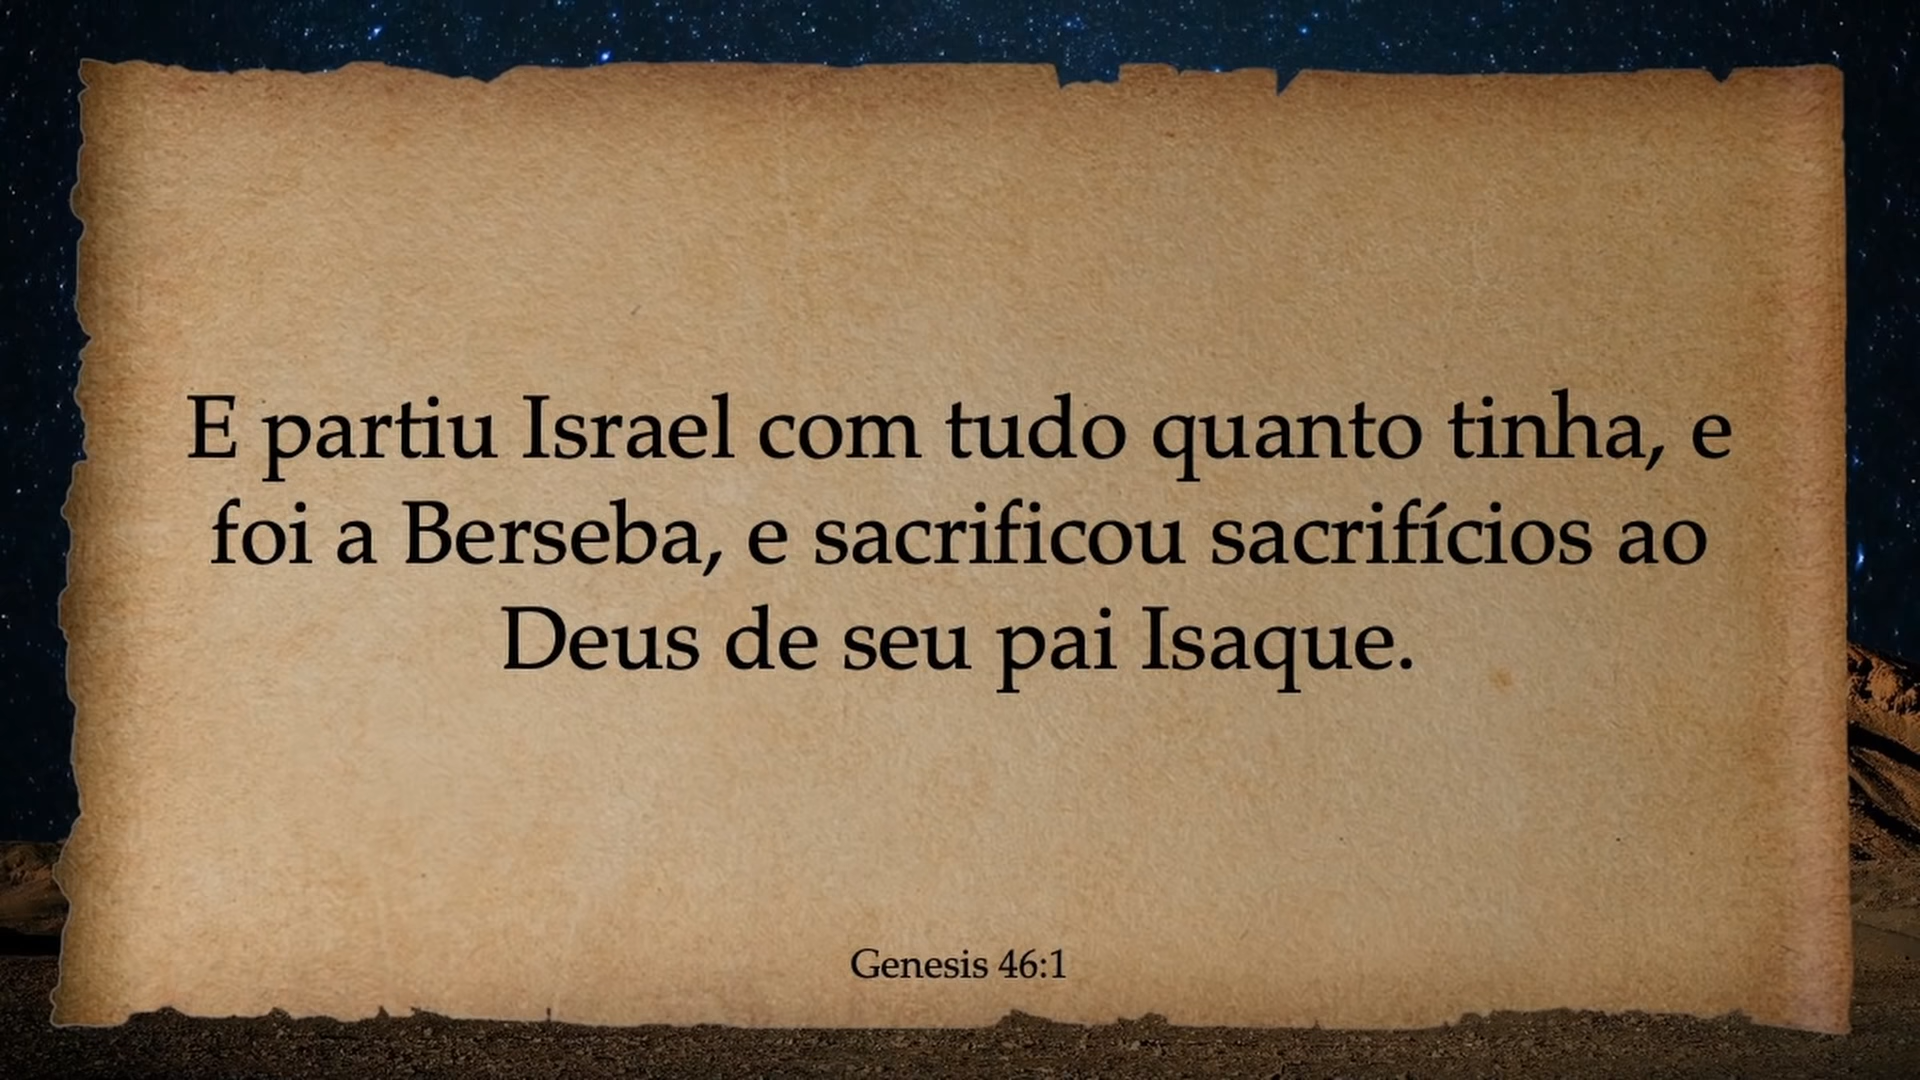 E partiu Israel com tudo quanto tinha, e
foi a Berseba, e sacrificou sacrifícios ao
Deus de seu pai Isaque.
Genesis 46:1